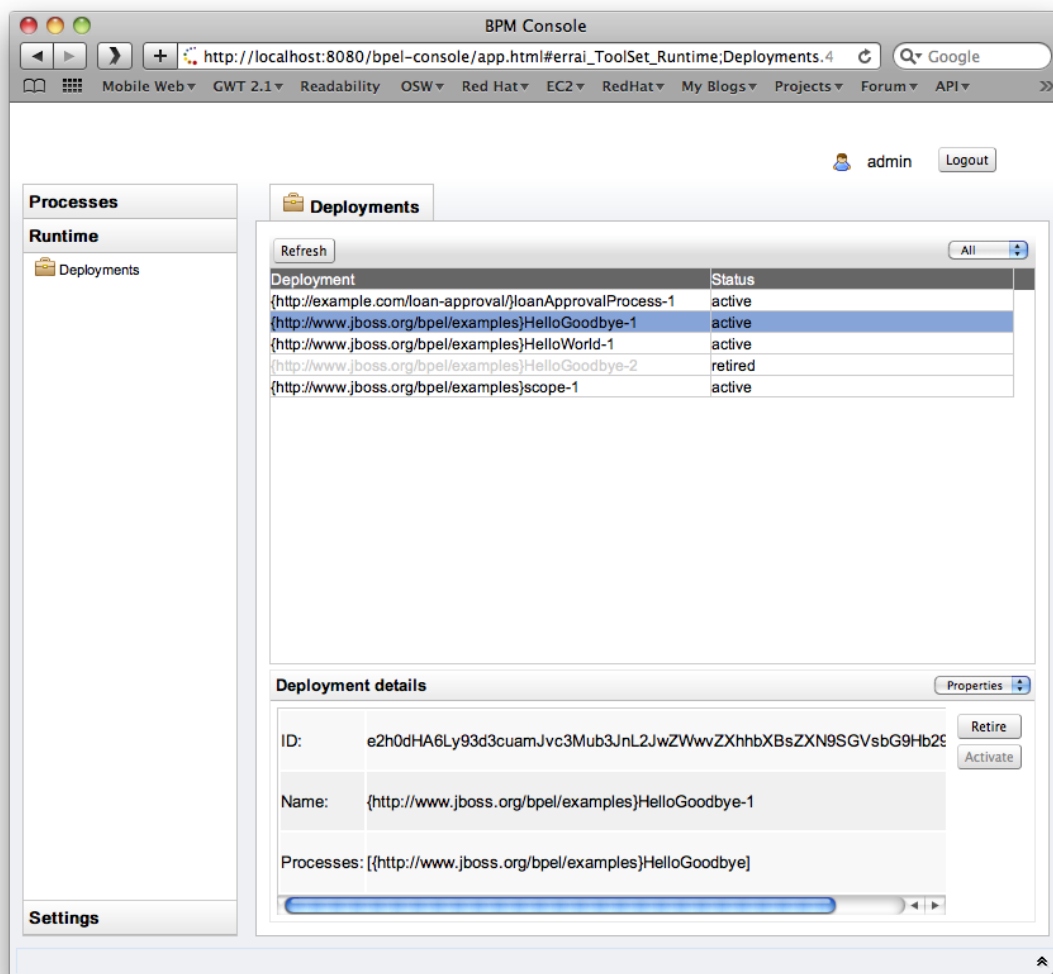 BPM Console
http://localhost:8080/bpel-console/app.html#errai_ToolSet_Runtime;Deployments.4
Google
Mobile Web GWT 2.1 Readability OSW Red Hat EC2 RedHat My Blogs Projects Forum API
admin Logout
Processes
Runtime
Deployments
Settings
Deployments
Refresh All
Deployment Status
{http://example.com/loan-approval/}loanApprovalProcess-1 active
{http://www.jboss.org/bpel/examples}HelloGoodbye-1 active
{http://www.jboss.org/bpel/examples}HelloWorld-1 active
{http://www.jboss.org/bpel/examples}HelloGoodbye-2 retired
{http://www.jboss.org/bpel/examples}scope-1 active
Deployment details Properties
ID: e2h0dHA6Ly93d3cuamJvc3Mub3JnL2JwZWwvZXhhbXBsZXN9SGVsbG9Hb29
Retire
Activate
Name: {http://www.jboss.org/bpel/examples}HelloGoodbye-1
Processes: [{http://www.jboss.org/bpel/examples}HelloGoodbye]